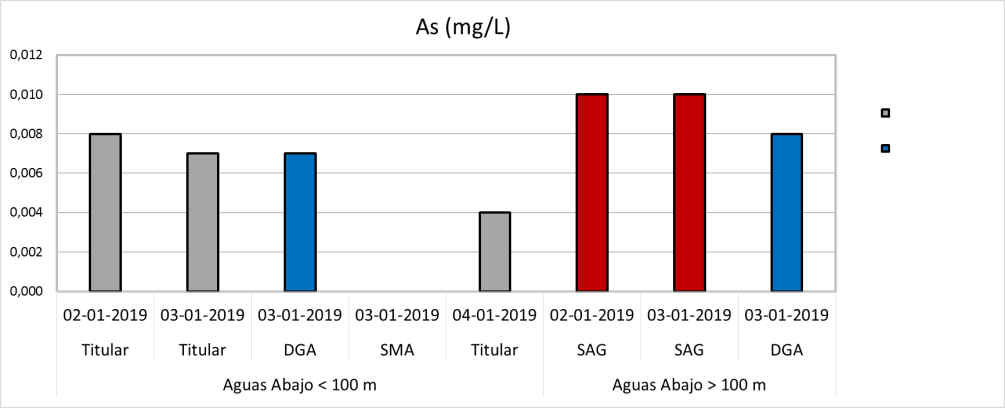 As (mg/L)
0,012
0,010
0,008
0,006
0,004
0,002
0,000
02-01-2019 03-01-2019 03-01-2019 03-01-2019 04-01-2019 02-01-2019 03-01-2019 03-01-2019
Titular Titular DGA SMA Titular SAG SAG DGA
Aguas Abajo < 100 m Aguas Abajo > 100 m